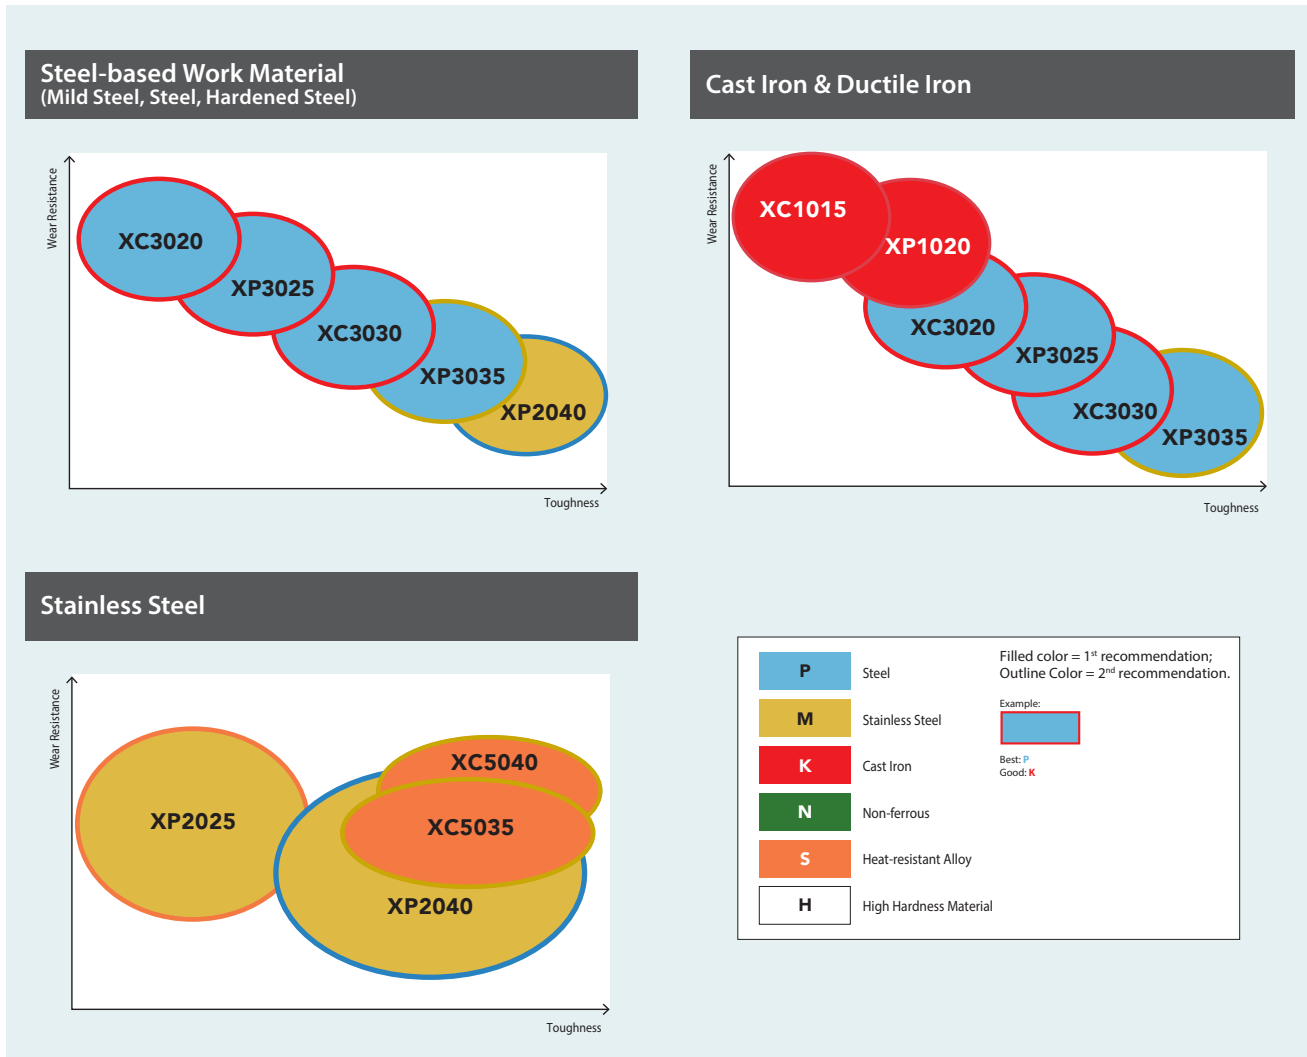 Steel-based Work Material
(Mild Steel, Steel, Hardened Steel)
Wear Resistance
XC3020
XP3025
XC3030
XP3035
XP2040
Toughness
Cast Iron & Ductile Iron
Wear Resistance
XC1015
XP1020
XC3020
XP3025
XC3030
XP3035
Toughness
Stainless Steel
Wear Resistance
XP2025
XC5040
XC5035
XP2040
Toughness
P Steel
M Stainless Steel
K Cast Iron
N Non-ferrous
S Heat-resistant Alloy
H High Hardness Material
Filled color = 1st recommendation;
Outline Color = 2nd recommendation.
Example:
Best: P
Good: K